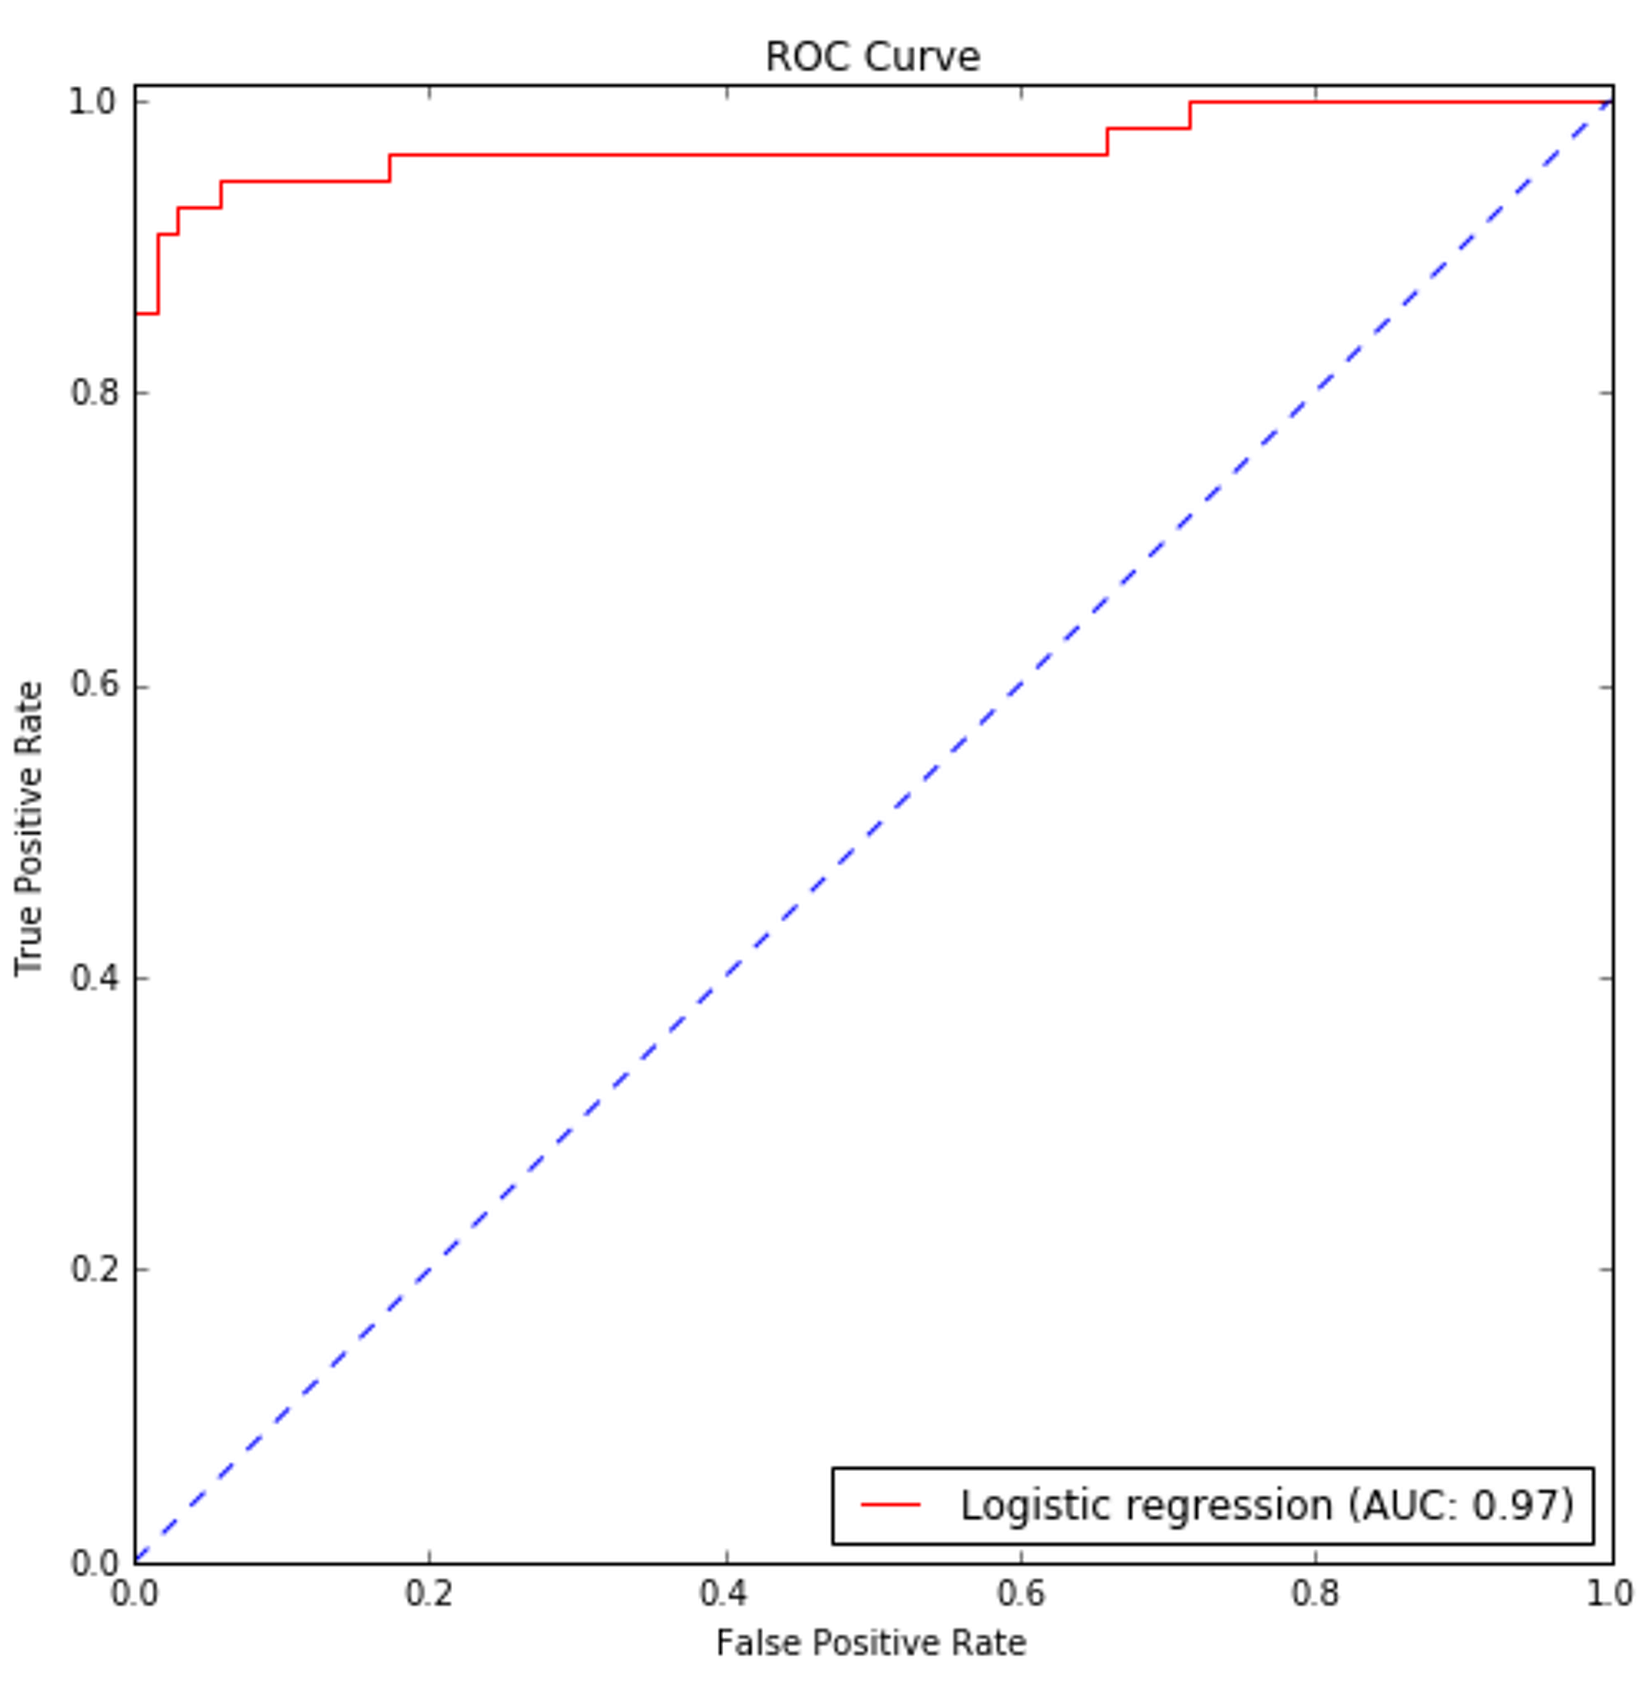 ROC Curve
1.0
0.8
0.6
0.4
0.2
0.0
True Positive Rate
Logistic regression (AUC: 0.97)
0.0 0.2 0.4 0.6 0.8 1.0
False Positive Rate